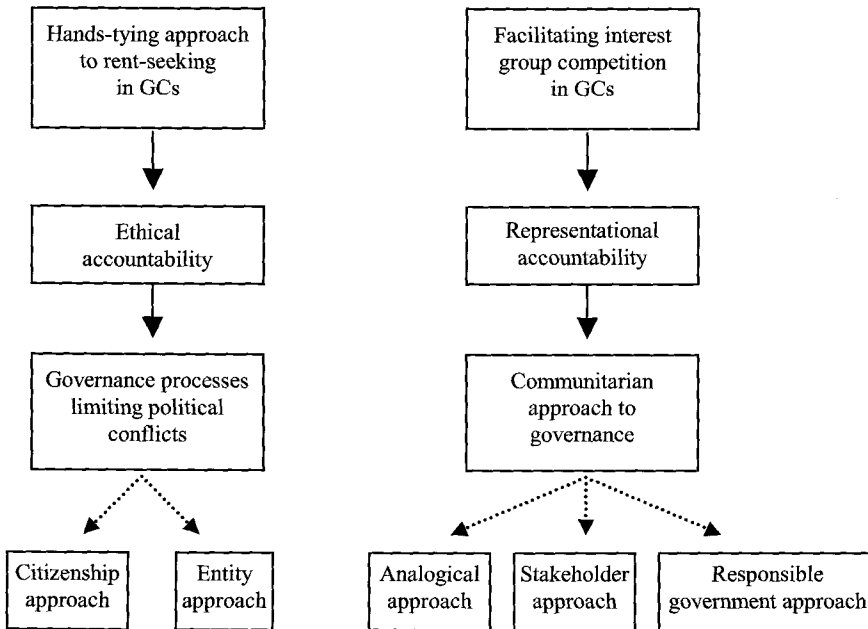 Hands-tying approach
to rent-seeking
in GCs
Facilitating interest
group competition
in GCs
Ethical
accountability
Representational
accountability
Governance processes
limiting political
conflicts
Communitarian
approach to
governance
Citizenship
approach
Entity
approach
Analogical
approach
Stakeholder
approach
Responsible
government approach